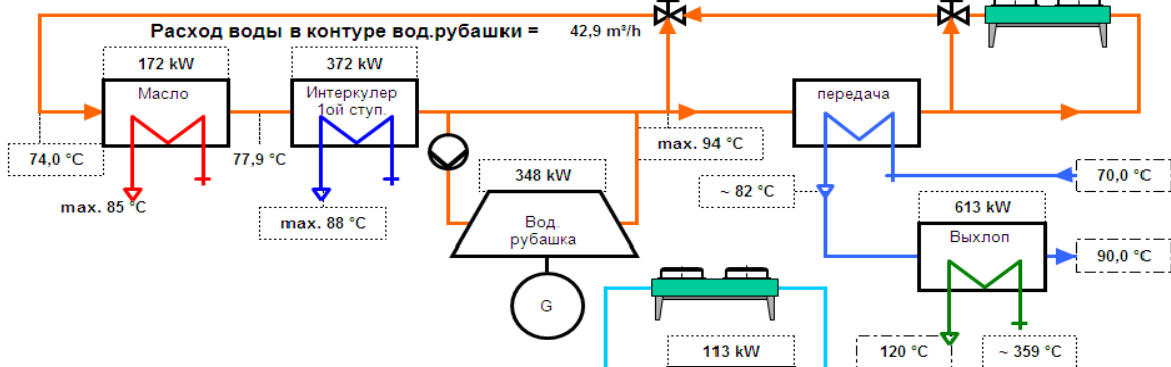 Расход воды в контуре вод.рубашки = 42,9 m³/h
172 kW
372 kW
Масло
Интеркулер
1ой ступ.
передача
74,0 °C
77,9 °C
max. 94 °C
max. 85 °C
max. 88 °C
348 kW
Вод.
рубашка
G
~ 82 °C
70,0 °C
613 kW
Выхлоп
90,0 °C
113 kW
120 °C
~ 359 °C